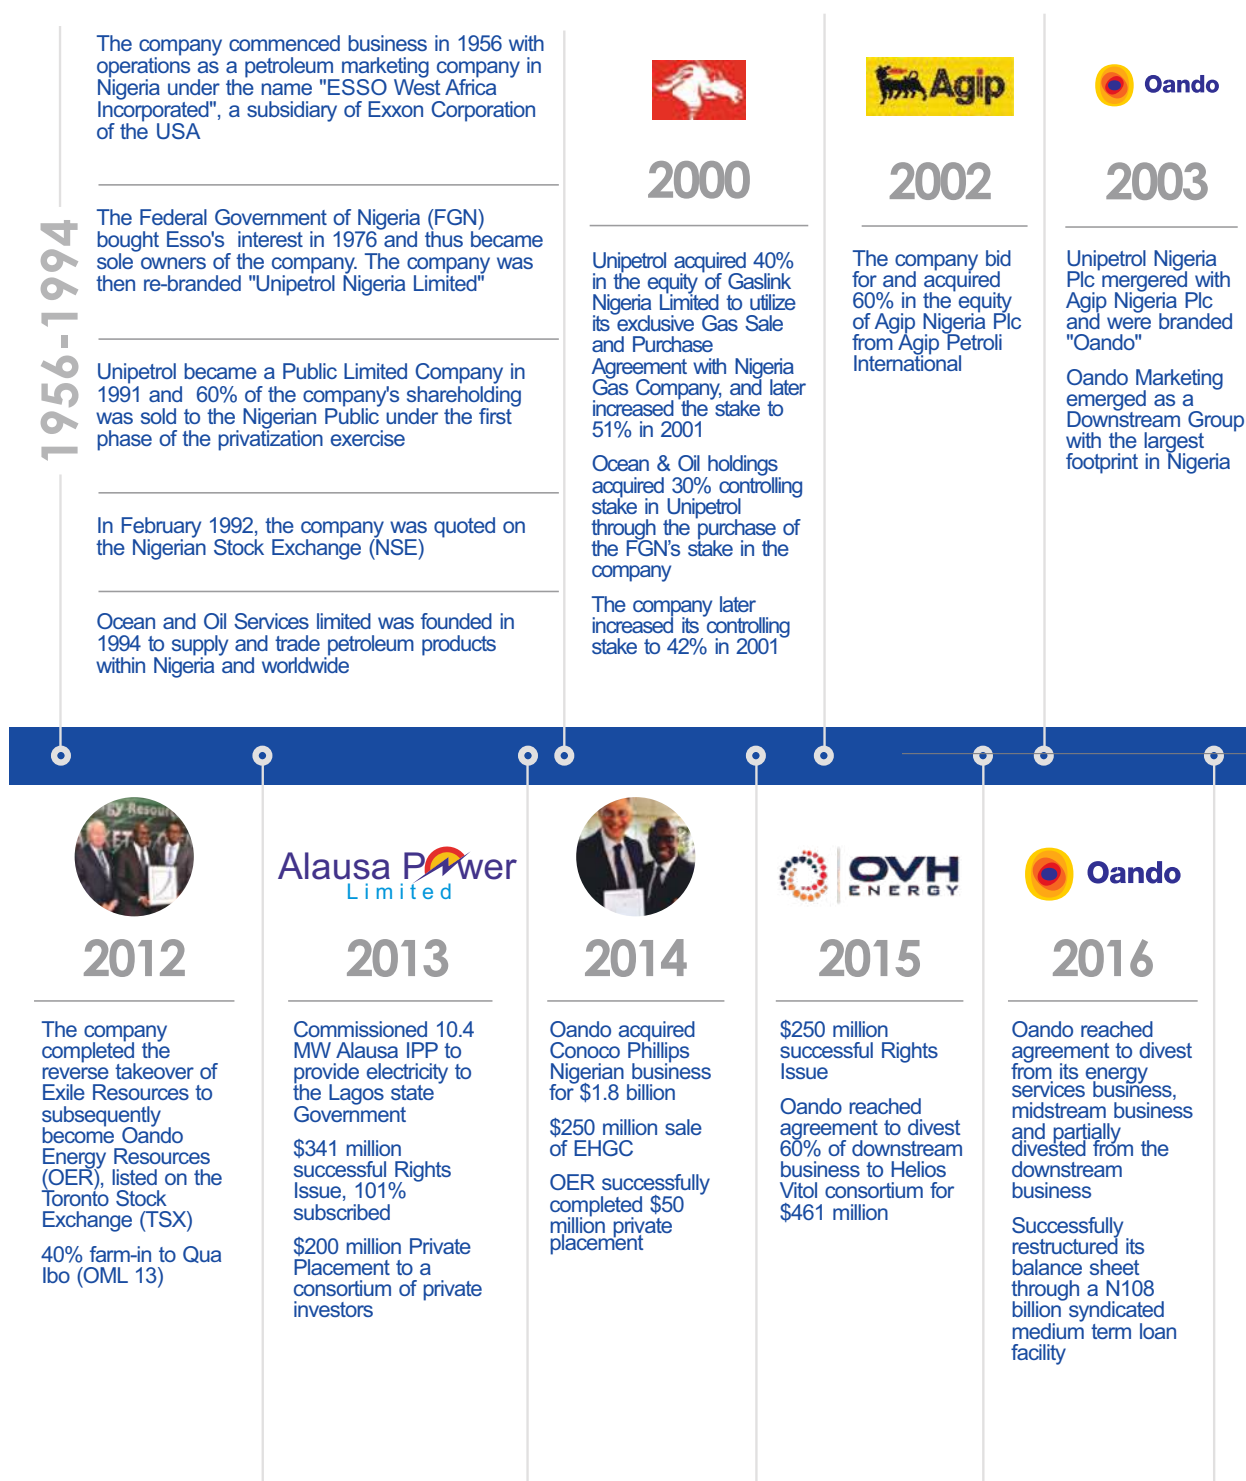 1956-1994
The company commenced business in 1956 with
operations as a petroleum marketing company in
Nigeria under the name "ESSO West Africa
Incorporated", a subsidiary of Exxon Corporation
of the USA
The Federal Government of Nigeria (FGN)
bought Esso's interest in 1976 and thus became
sole owners of the company. The company was
then re-branded "Unipetrol Nigeria Limited"
Unipetrol became a Public Limited Company in
1991 and 60% of the company's shareholding
was sold to the Nigerian Public under the first
phase of the privatization exercise
In February 1992, the company was quoted on
the Nigerian Stock Exchange (NSE)
Ocean and Oil Services limited was founded in
1994 to supply and trade petroleum products
within Nigeria and worldwide
2000
Unipetrol acquired 40%
in the equity of Gaslink
Nigeria Limited to utilize
its exclusive Gas Sale
and Purchase
Agreement with Nigeria
Gas Company, and later
increased the stake to
51% in 2001
Ocean & Oil holdings
acquired 30% controlling
stake in Unipetrol
through the purchase of
the FGN's stake in the
company
The company later
increased its controlling
stake to 42% in 2001
Agip
2002
The company bid
for and acquired
60% in the equity
of Agip Nigeria Plc
from Agip Petroli
International
Oando
2003
Unipetrol Nigeria
Plc mergered with
Agip Nigeria Plc
and were branded
"Oando"
Oando Marketing
emerged as a
Downstream Group
with the largest
footprint in Nigeria
2012
The company
completed the
reverse takeover of
Exile Resources to
subsequently
become Oando
Energy Resources
(OER), listed on the
Toronto Stock
Exchange (TSX)
40% farm-in to Qua
Ibo (OML 13)
Alausa Power
Limited
2013
Commissioned 10.4
MW Alausa IPP to
provide electricity to
the Lagos state
Government
$341 million
successful Rights
Issue, 101%
subscribed
$200 million Private
Placement to a
consortium of private
investors
2014
Oando acquired
Conoco Phillips
Nigerian business
for $1.8 billion
$250 million sale
of EHGC
OER successfully
completed $50
million private
placement
OVH
ENERGY
2015
$250 million
successful Rights
Issue
Oando reached
agreement to divest
60% of downstream
business to Helios
Vitol consortium for
$461 million
Oando
2016
Oando reached
agreement to divest
from its energy
services business,
midstream business
and partially
divested from the
downstream
business
Successfully
restructured its
balance sheet
through a N108
billion syndicated
medium term loan
facility